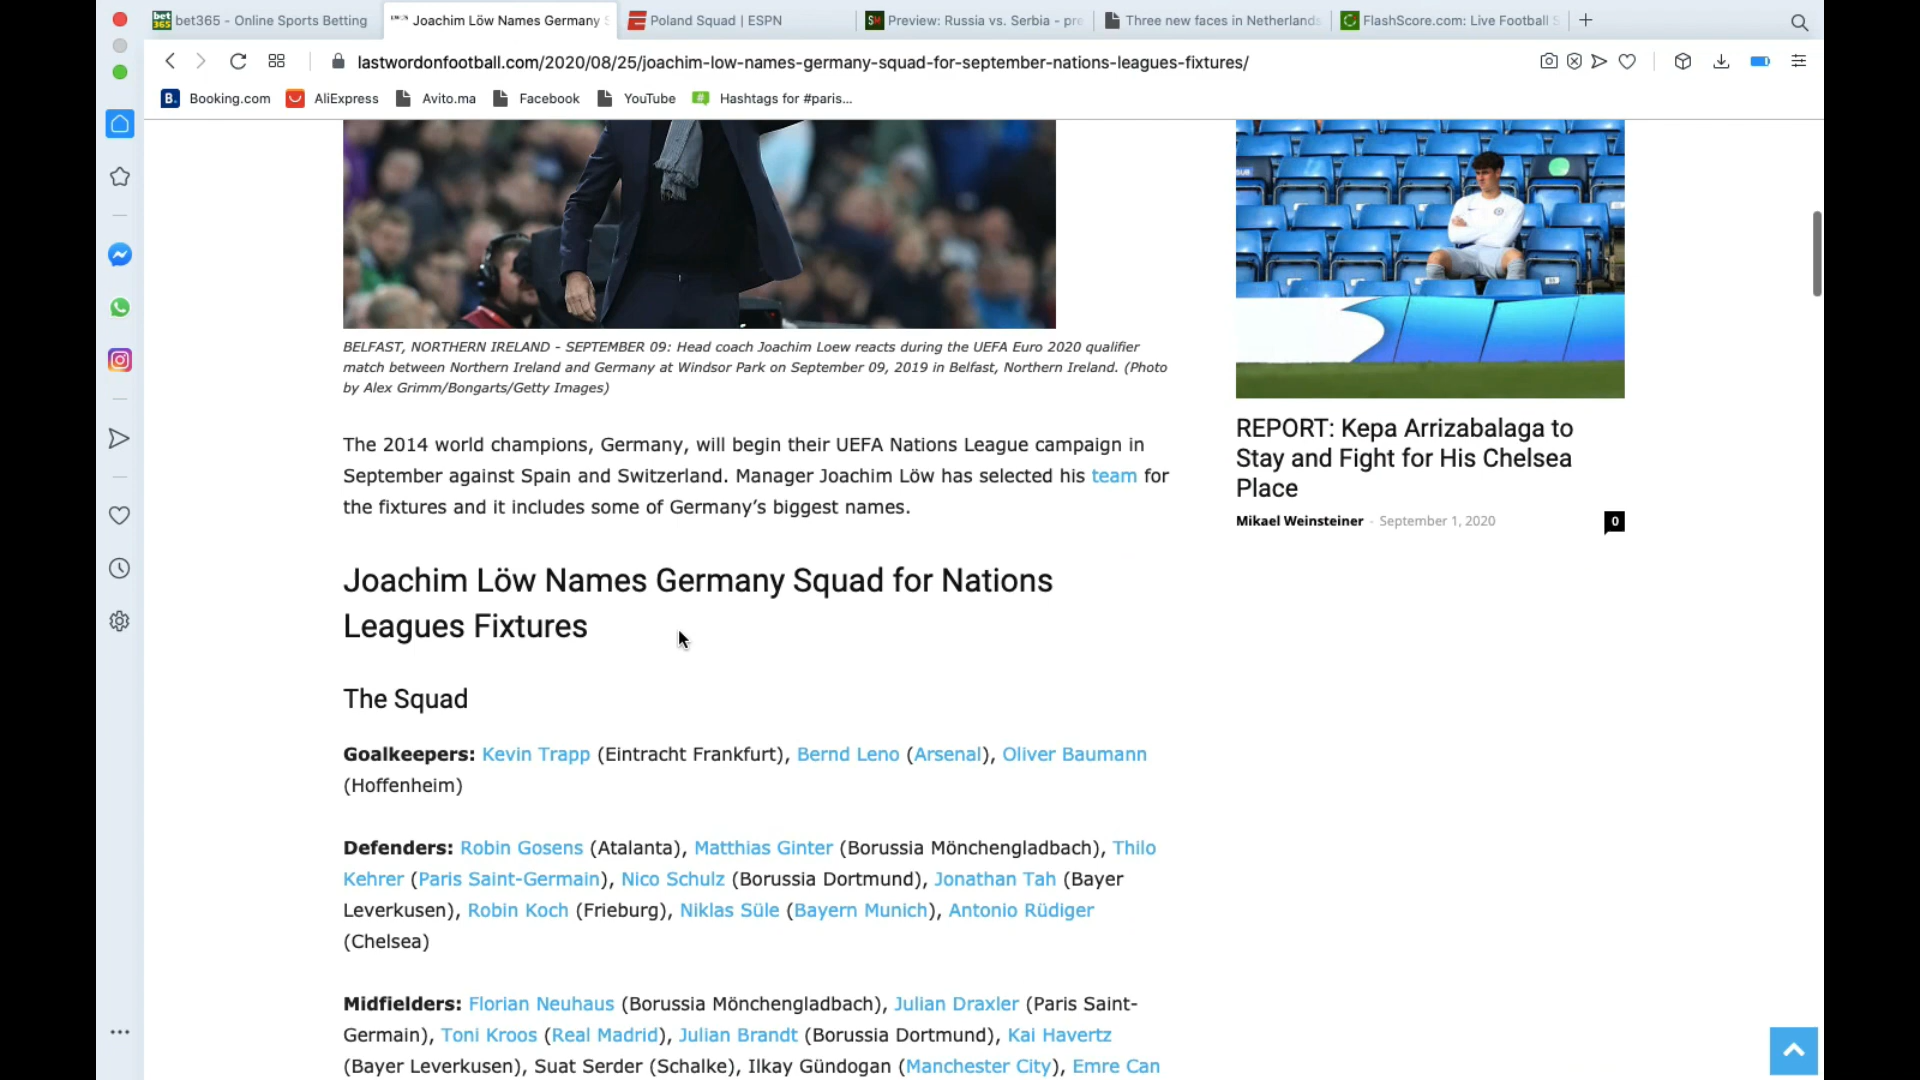 bet365 - Online Sports Betting
Joachim Löw Names Germany S
Poland Squad | ESPN
Preview: Russia vs. Serbia - pre
Three new faces in Netherlands
FlashScore.com: Live Football S
lastwordonfootball.com/2020/08/25/joachim-low-names-germany-squad-for-september-nations-leagues-fixtures/
B. Booking.com
AliExpress
Avito.ma
Facebook
YouTube
# Hashtags for #paris...
BELFAST, NORTHERN IRELAND - SEPTEMBER 09: Head coach Joachim Loew reacts during the UEFA Euro 2020 qualifier
match between Northern Ireland and Germany at Windsor Park on September 09, 2019 in Belfast, Northern Ireland. (Photo
by Alex Grimm/Bongarts/Getty Images)
The 2014 world champions, Germany, will begin their UEFA Nations League campaign in
September against Spain and Switzerland. Manager Joachim Löw has selected his team for
the fixtures and it includes some of Germany’s biggest names.
Joachim Löw Names Germany Squad for Nations
Leagues Fixtures
The Squad
Goalkeepers: Kevin Trapp (Eintracht Frankfurt), Bernd Leno (Arsenal), Oliver Baumann
(Hoffenheim)
Defenders: Robin Gosens (Atalanta), Matthias Ginter (Borussia Mönchengladbach), Thilo
Kehrer (Paris Saint-Germain), Nico Schulz (Borussia Dortmund), Jonathan Tah (Bayer
Leverkusen), Robin Koch (Frieburg), Niklas Süle (Bayern Munich), Antonio Rüdiger
(Chelsea)
Midfielders: Florian Neuhaus (Borussia Mönchengladbach), Julian Draxler (Paris Saint-
Germain), Toni Kroos (Real Madrid), Julian Brandt (Borussia Dortmund), Kai Havertz
(Bayer Leverkusen), Suat Serder (Schalke), Ilkay Gündogan (Manchester City), Emre Can
REPORT: Kepa Arrizabalaga to
Stay and Fight for His Chelsea
Place
Mikael Weinsteiner - September 1, 2020
0